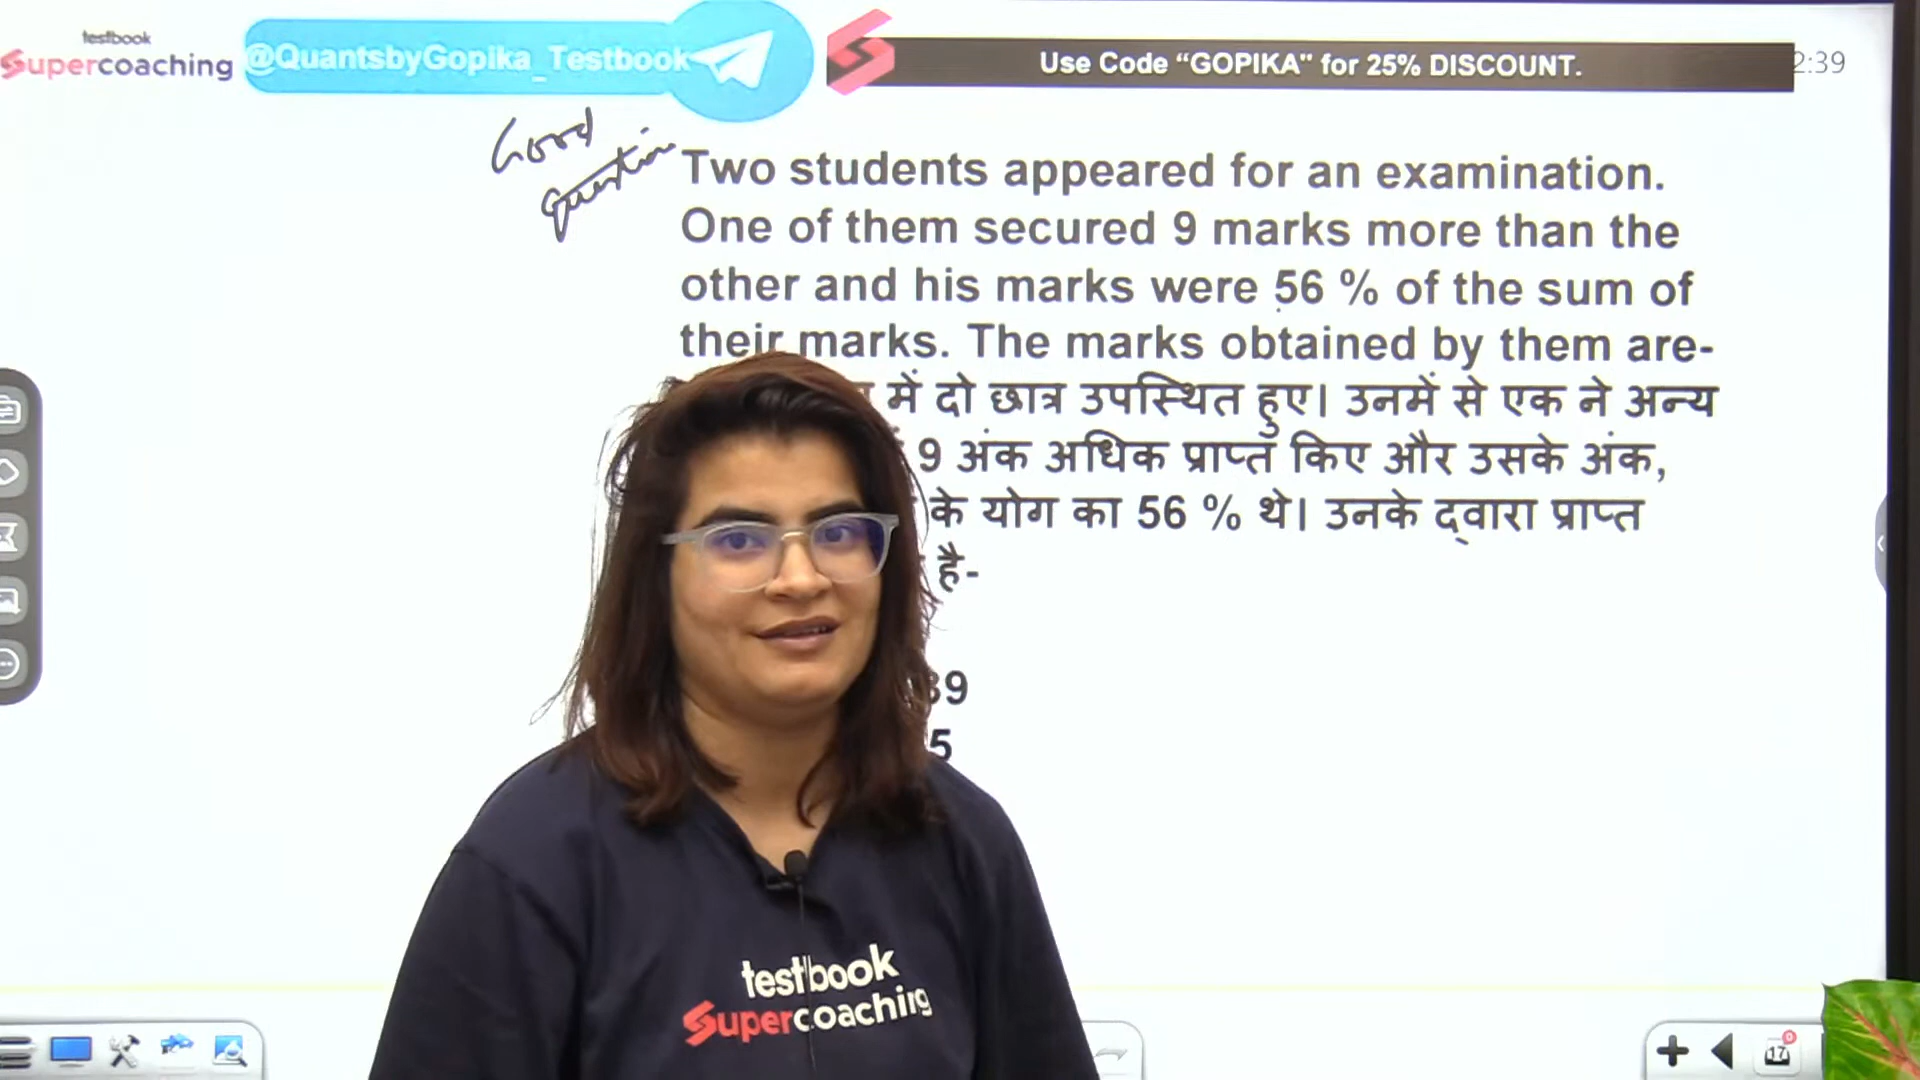 testbook
Supercoaching
@QuantsbyGopika_Testbook
Use Code “GOPIKA” for 25% DISCOUNT.
2:39
Good
question
Two students appeared for an examination.
One of them secured 9 marks more than the
other and his marks were 56 % of the sum of
their marks. The marks obtained by them are-
में दो छात्र उपस्थित हुए। उनमें से एक ने अन्य
9 अंक अधिक प्राप्त किए और उसके अंक,
के योग का 56 % थे। उनके द्वारा प्राप्त
है-
39
5
testbook
Supercoaching
17